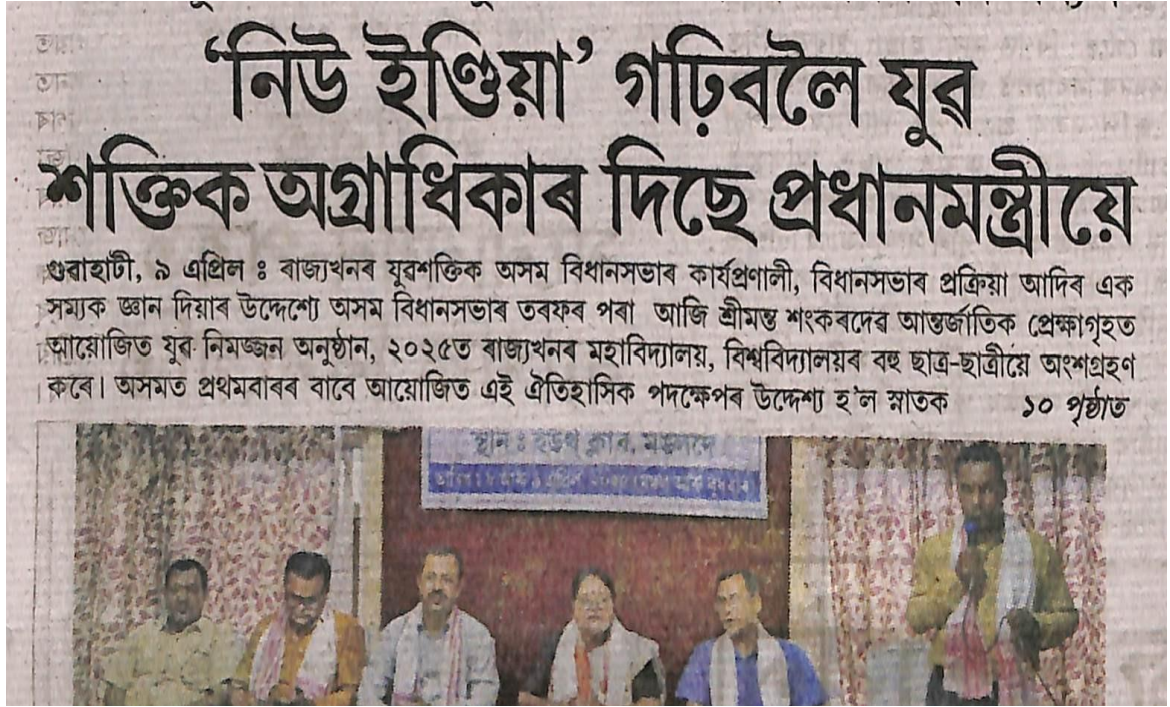 ‘নিউ ইণ্ডিয়া’ গঢ়িবলৈ যুৱ
শক্তিক অগ্ৰাধিকাৰ দিছে প্ৰধানমন্ত্ৰীয়ে
গুৱাহাটী, ৯ এপ্ৰিল ঃ ৰাজ্যখনৰ যুৱশক্তিক অসম বিধানসভাৰ কাৰ্যপ্ৰণালী, বিধানসভাৰ প্ৰক্ৰিয়া আদিৰ এক
সম্যক জ্ঞান দিয়াৰ উদ্দেশ্যে অসম বিধানসভাৰ তৰফৰ পৰা আজি শ্ৰীমন্ত শংকৰদেৱ আন্তৰ্জাতিক প্ৰেক্ষাগৃহত
আয়োজিত যুৱ নিমজ্জন অনুষ্ঠান, ২০২৫ত ৰাজ্যখনৰ মহাবিদ্যালয়, বিশ্ববিদ্যালয়ৰ বহু ছাত্ৰ-ছাত্ৰীয়ে অংশগ্ৰহণ
কৰে। অসমত প্ৰথমবাৰৰ বাবে আয়োজিত এই ঐতিহাসিক পদক্ষেপৰ উদ্দেশ্য হ’ল স্নাতক ১০ পৃষ্ঠাত
স্থান ঃ